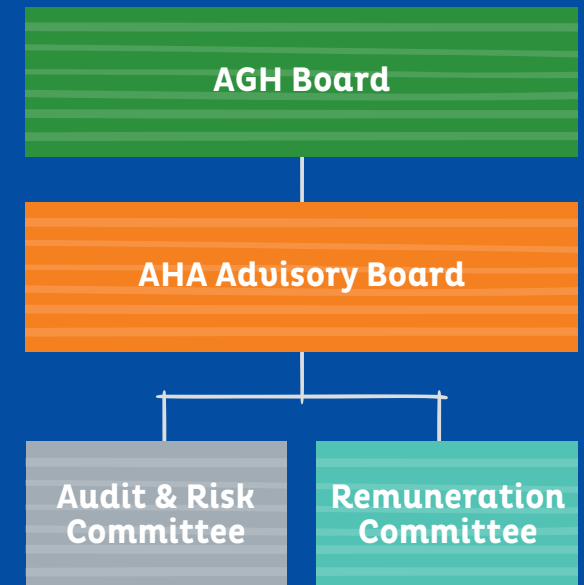 AGH Board
AHA Advisory Board
Audit & Risk
Committee
Remuneration
Committee